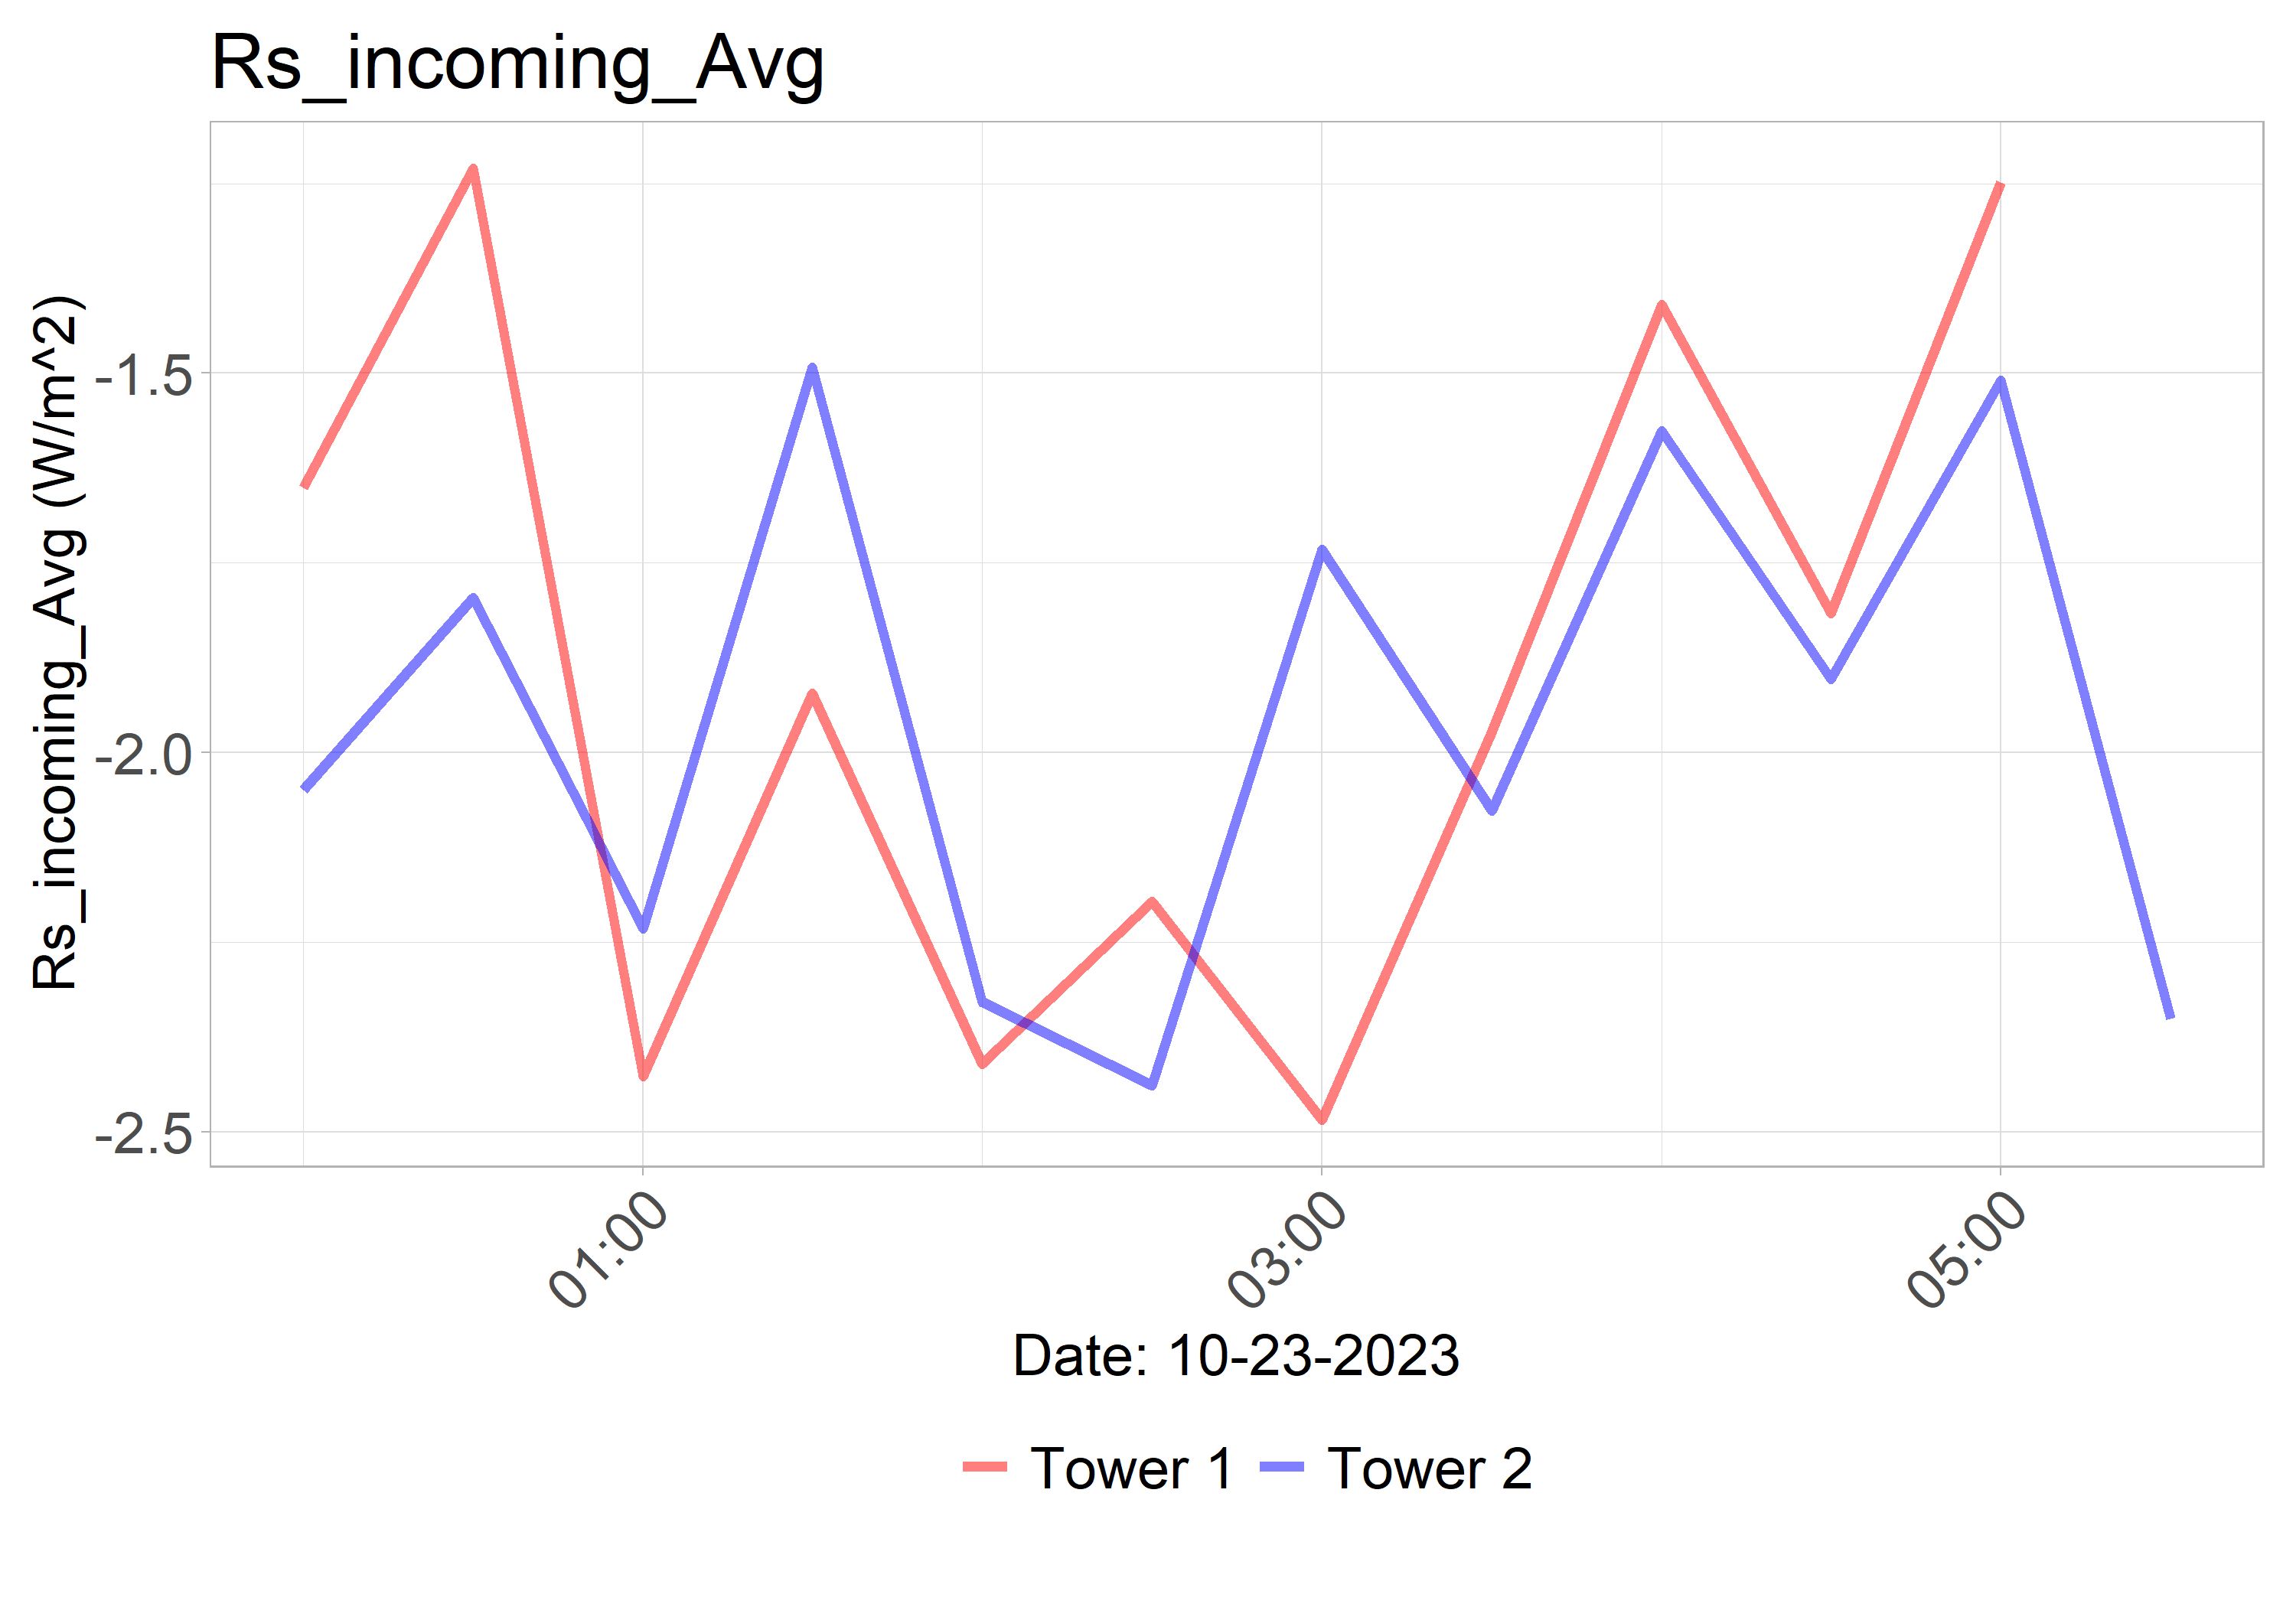 Rs_incoming_Avg
Rs_incoming_Avg (W/m^2)
-1.5
-2.0
-2.5
01:00
03:00
05:00
Date: 10-23-2023
Tower 1
Tower 2